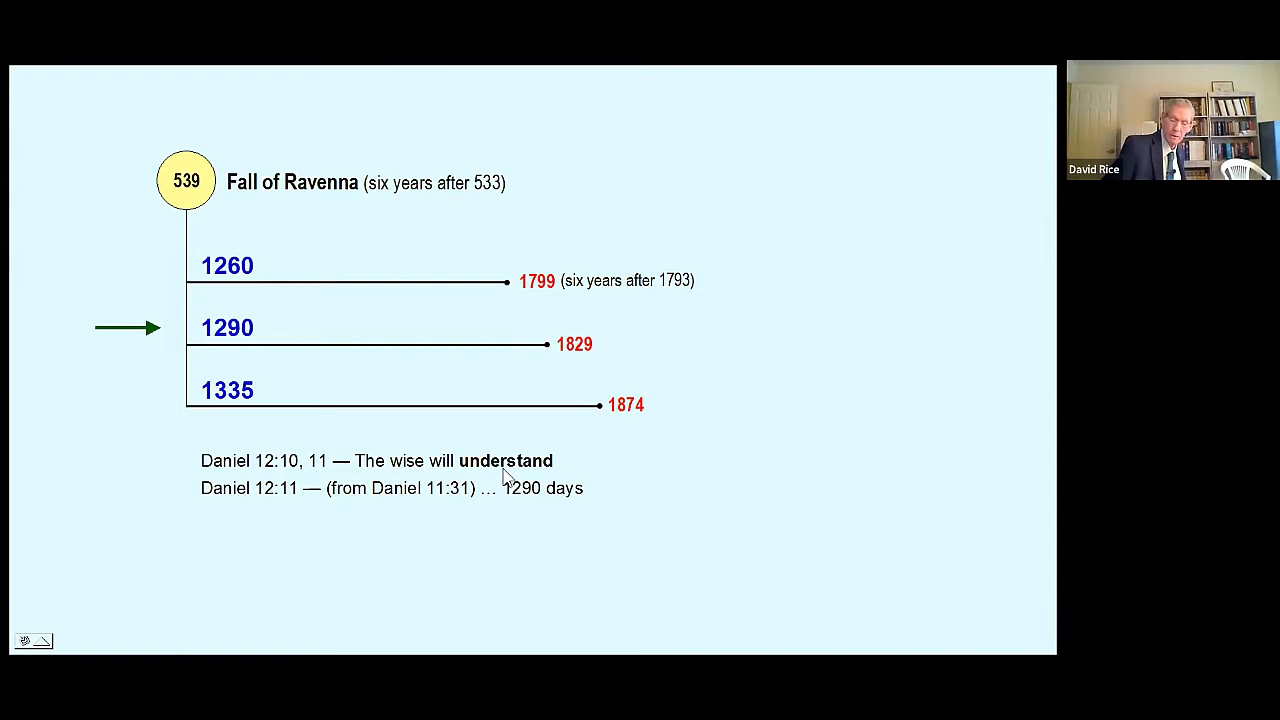 539 Fall of Ravenna (six years after 533)
1260
1799 (six years after 1793)
1290
1829
1335
1874
Daniel 12:10, 11 — The wise will understand
Daniel 12:11 — (from Daniel 11:31) … 1290 days
David Rice